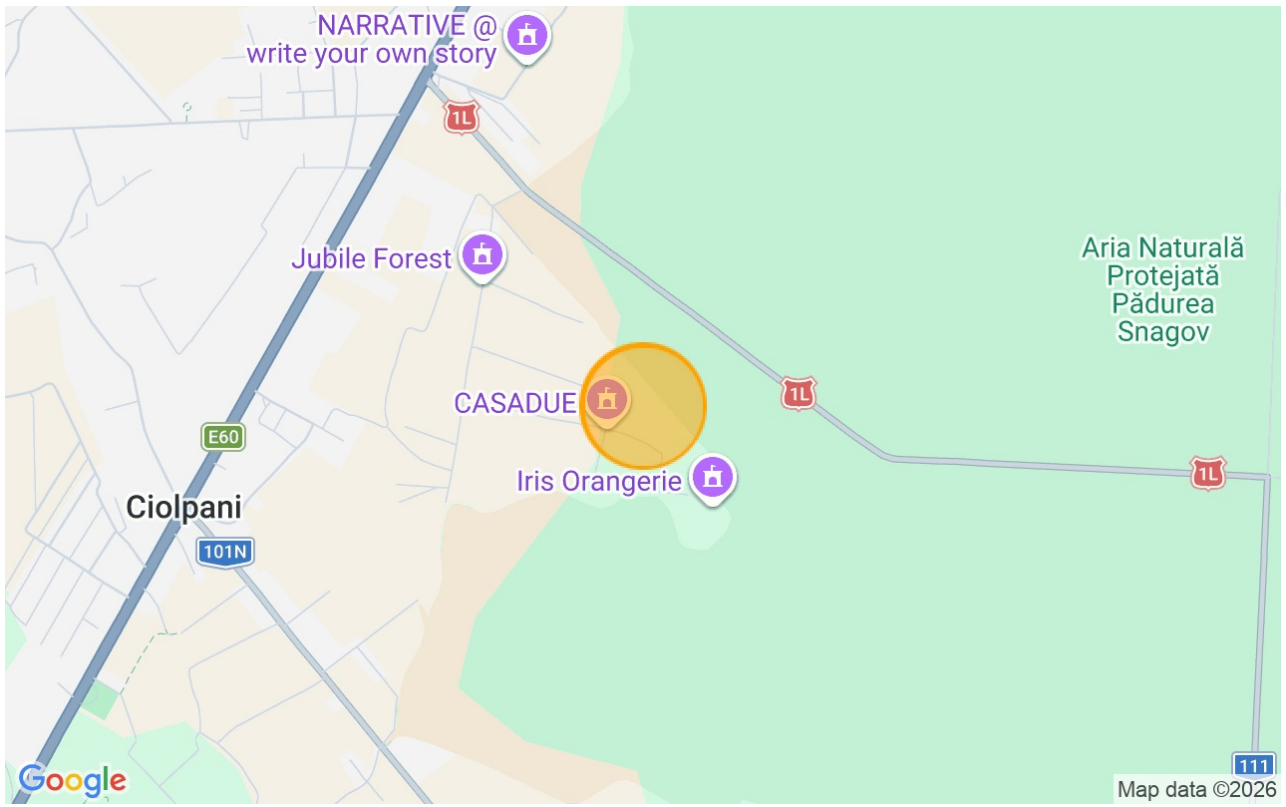 NARRATIVE @
write your own story
1L
Jubile Forest
Aria Naturală
Protejată
Pădurea
Snagov
CASADUE
1L
E60
Iris Orangerie
1L
Ciolpani
101N
111
Google
Map data ©2026